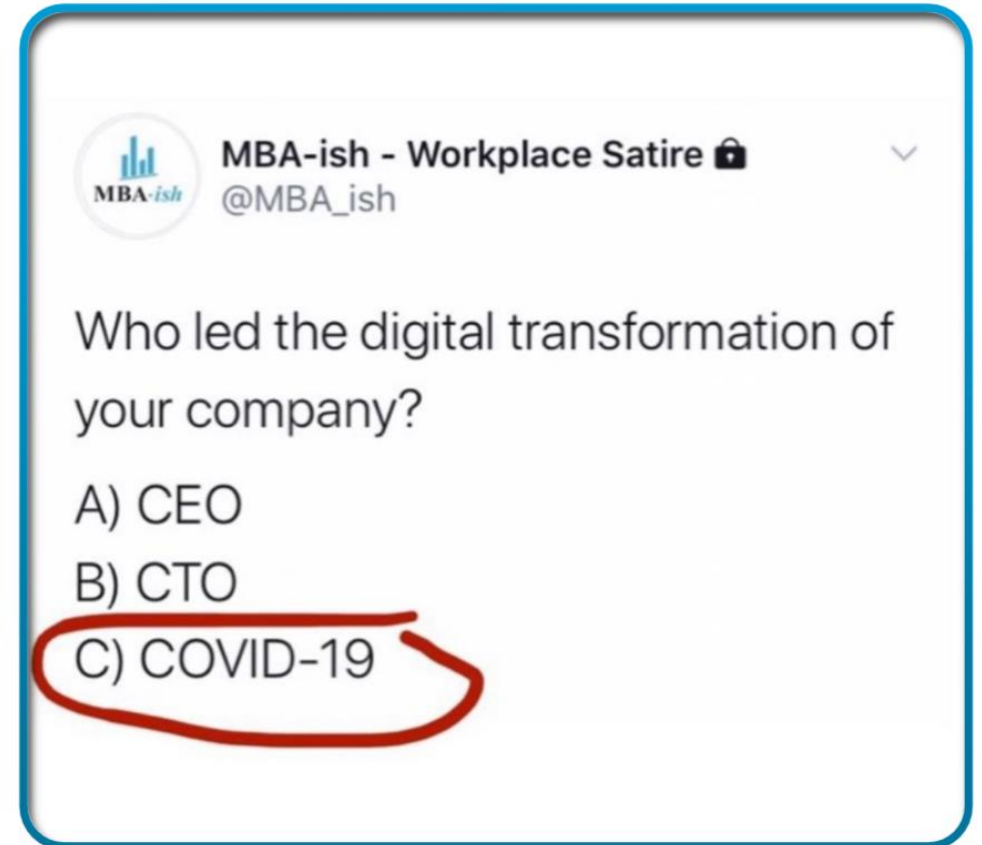 MBA-ish
MBA-ish - Workplace Satire
@MBA_ish
Who led the digital transformation of
your company?
A) CEO
B) CTO
C) COVID-19